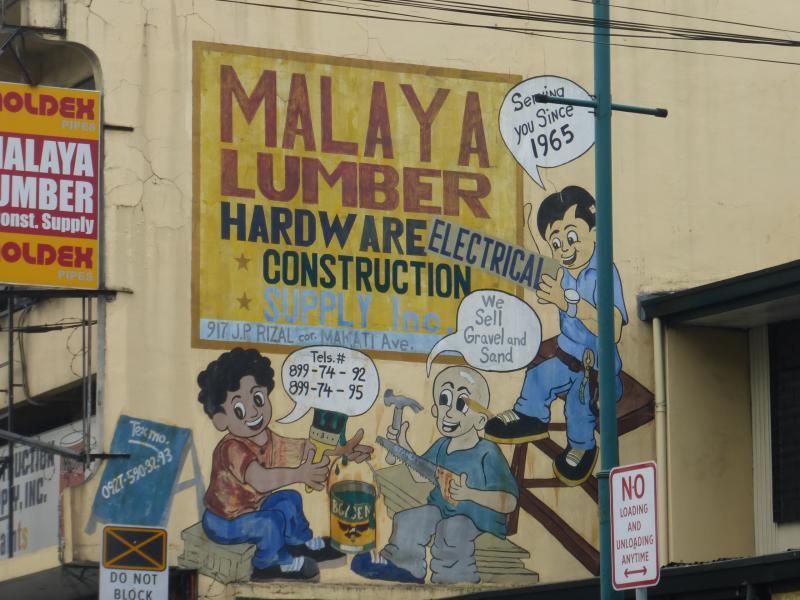 MOLDEX
PIPES
MALAYA
LUMBER
Const. Supply
MOLDEX
PIPES
MALAYA
LUMBER
HARDWARE ELECTRICAL
CONSTRUCTION
SUPPLY Inc.
917 J.P. RIZAL cor. MAKATI Ave.
Serving
you Since
1965
We
Sell
Gravel and
Sand
Tels.#
899-74-92
899-74-95
Tex mo.
0927-590-32-93
BOYSEN
NO
LOADING
AND
UNLOADING
ANYTIME
DO NOT
BLOCK